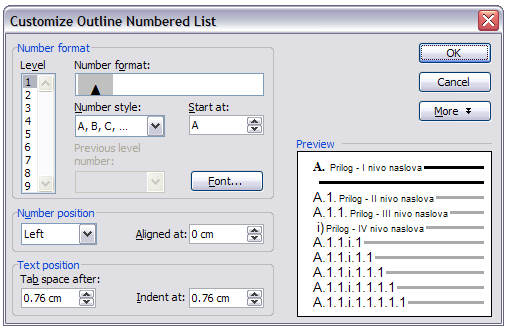 Customize Outline Numbered List
Number format
Level
1
2
3
4
5
6
7
8
9
Number format:
Number style:
A, B, C, ...
Start at:
A
Previous level
number:
Font...
Number position
Left
Aligned at:
0 cm
Text position
Tab space after:
0.76 cm
Indent at:
0.76 cm
OK
Cancel
More
Preview
A. Prilog - I nivo naslova
A.1. Prilog - II nivo naslova
A.1.1. Prilog - III nivo naslova
i) Prilog - IV nivo naslova
A.1.1.i.1
A.1.1.i.1.1
A.1.1.i.1.1.1
A.1.1.i.1.1.1.1
A.1.1.i.1.1.1.1.1